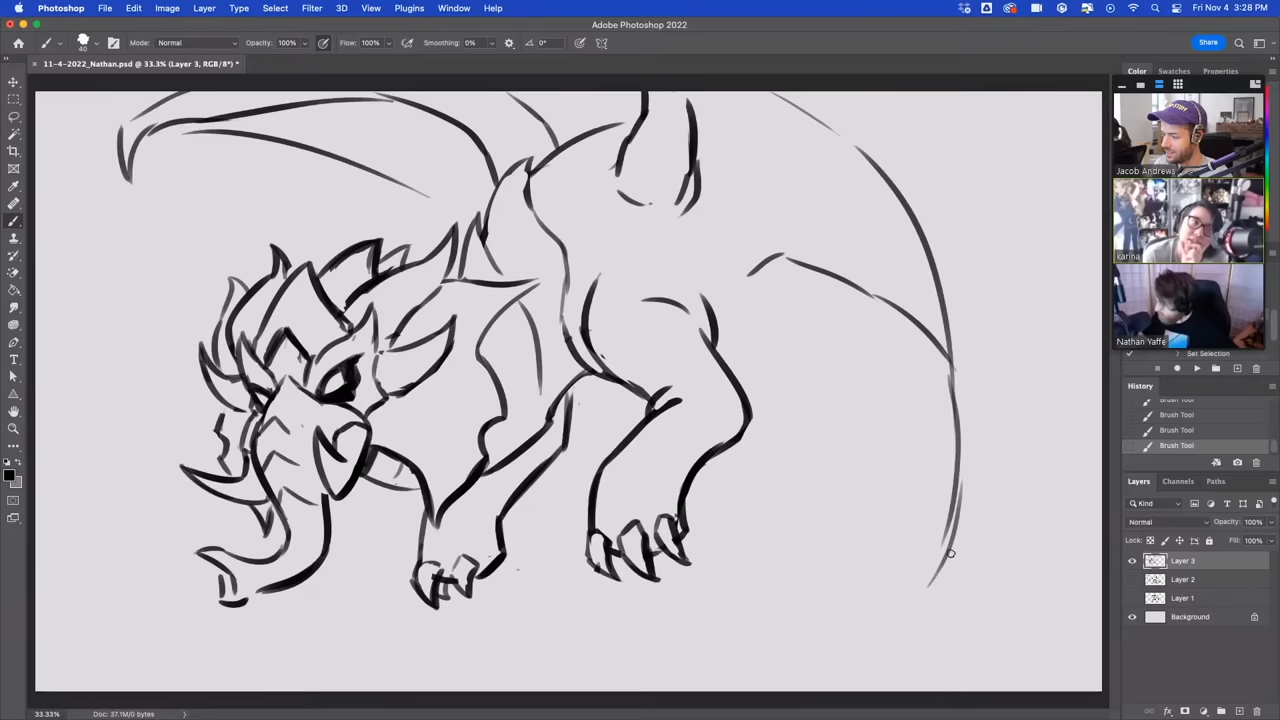 Photoshop File Edit Image Layer Type Select Filter 3D View Plugins Window Help Fri Nov 4 3:28 PM
Adobe Photoshop 2022
40 Mode: Normal Opacity: 100% Flow: 100% Smoothing: 0% 0° Share
11-4-2022_Nathan.psd @ 33.3% (Layer 3, RGB/8*) *
Color Swatches Properties
Jacob Andrews
karina
Nathan Yaffe
Set Selection
History
Brush Tool
Brush Tool
Brush Tool
Brush Tool
Layers Channels Paths
Kind
Normal Opacity: 100%
Lock: Fill: 100%
Layer 3
Layer 2
Layer 1
Background
33.33% Doc: 37.1M/0 bytes